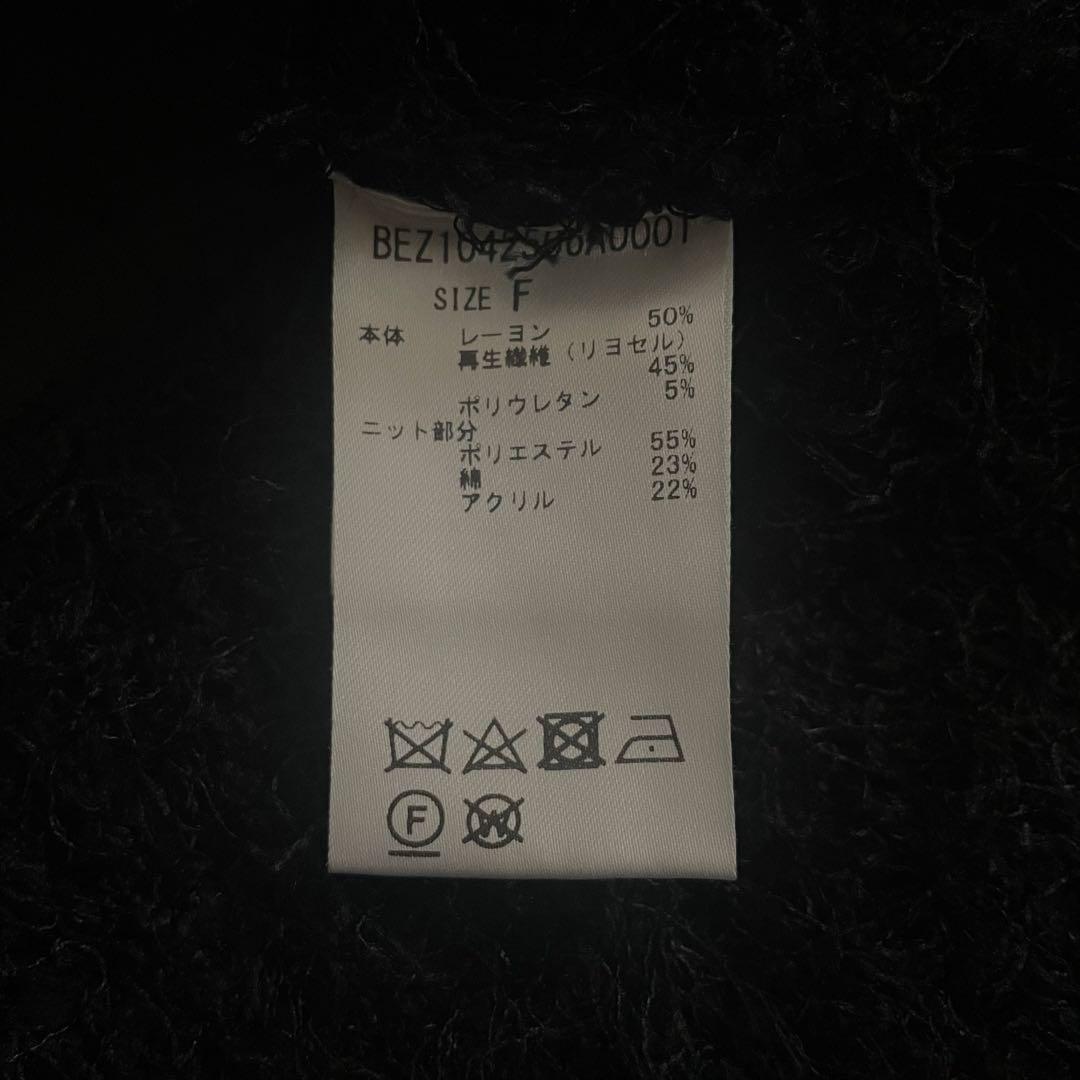 SIZE F
本体 レーヨン 50%
再生繊維（リヨセル）
45%
ポリウレタン 5%
ニット部分
ポリエステル 55%
綿 23%
アクリル 22%
F W